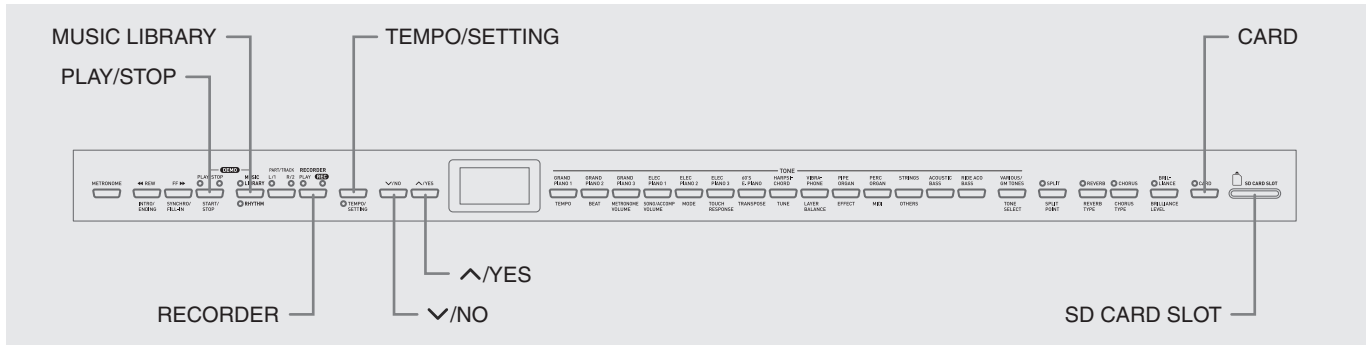 MUSIC LIBRARY
TEMPO/SETTING
CARD
PLAY/STOP
TONE
DEMO
METRONOME
REW
FF
PLAY/STOP
MUSIC LIBRARY
PART/TRACK
L/1 R/2
RECORDER
PLAY REC
∨/NO
∧/YES
GRAND PIANO 1
GRAND PIANO 2
GRAND PIANO 3
ELEC PIANO 1
ELEC PIANO 2
ELEC PIANO 3
60'S E. PIANO
HARPSI-CHORD
VIBRA-PHONE
PIPE ORGAN
PERC ORGAN
STRINGS
ACOUSTIC BASS
RIDE ACO BASS
VARIOUS/GM TONES
SPLIT
REVERB
CHORUS
BRIL-LIANCE
CARD
SD CARD SLOT
INTRO/ENDING
SYNCHRO/FILL-IN
START/STOP
RHYTHM
TEMPO/SETTING
TEMPO
BEAT
METRONOME VOLUME
SONG/ACCOMP VOLUME
MODE
TOUCH RESPONSE
TRANSPOSE
TUNE
LAYER BALANCE
EFFECT
MIDI
OTHERS
TONE SELECT
SPLIT POINT
REVERB TYPE
CHORUS TYPE
BRILLIANCE LEVEL
∧/YES
RECORDER
∨/NO
SD CARD SLOT